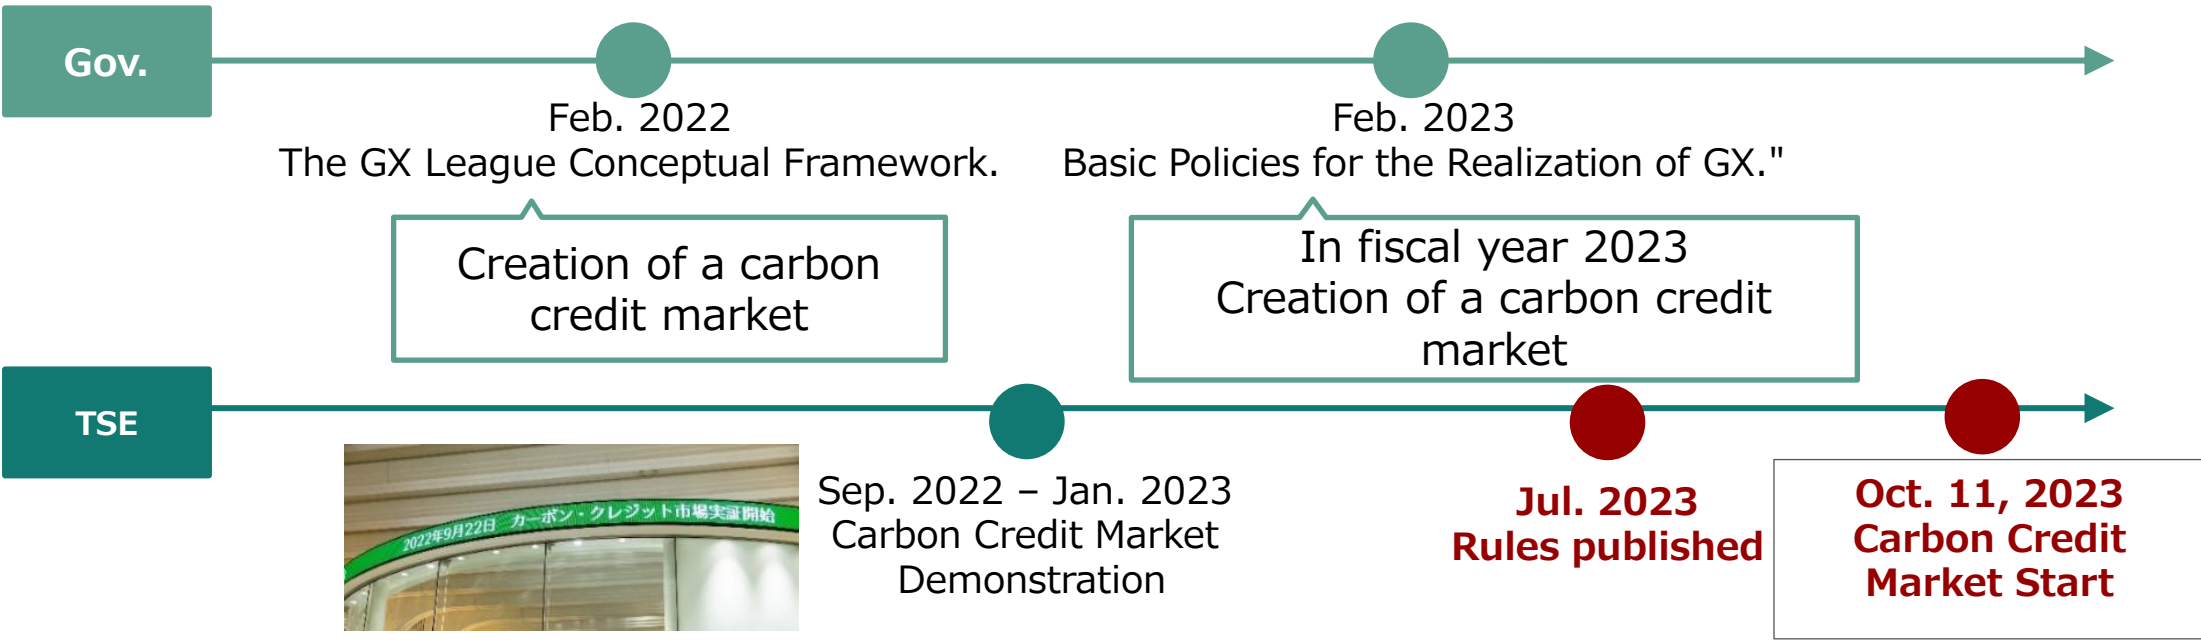 Gov.
Feb. 2022
The GX League Conceptual Framework.
Creation of a carbon
credit market
Feb. 2023
Basic Policies for the Realization of GX."
In fiscal year 2023
Creation of a carbon credit
market
TSE
2022年9月22日 カーボン・クレジット市場実証開始
Sep. 2022 – Jan. 2023
Carbon Credit Market
Demonstration
Jul. 2023
Rules published
Oct. 11, 2023
Carbon Credit
Market Start